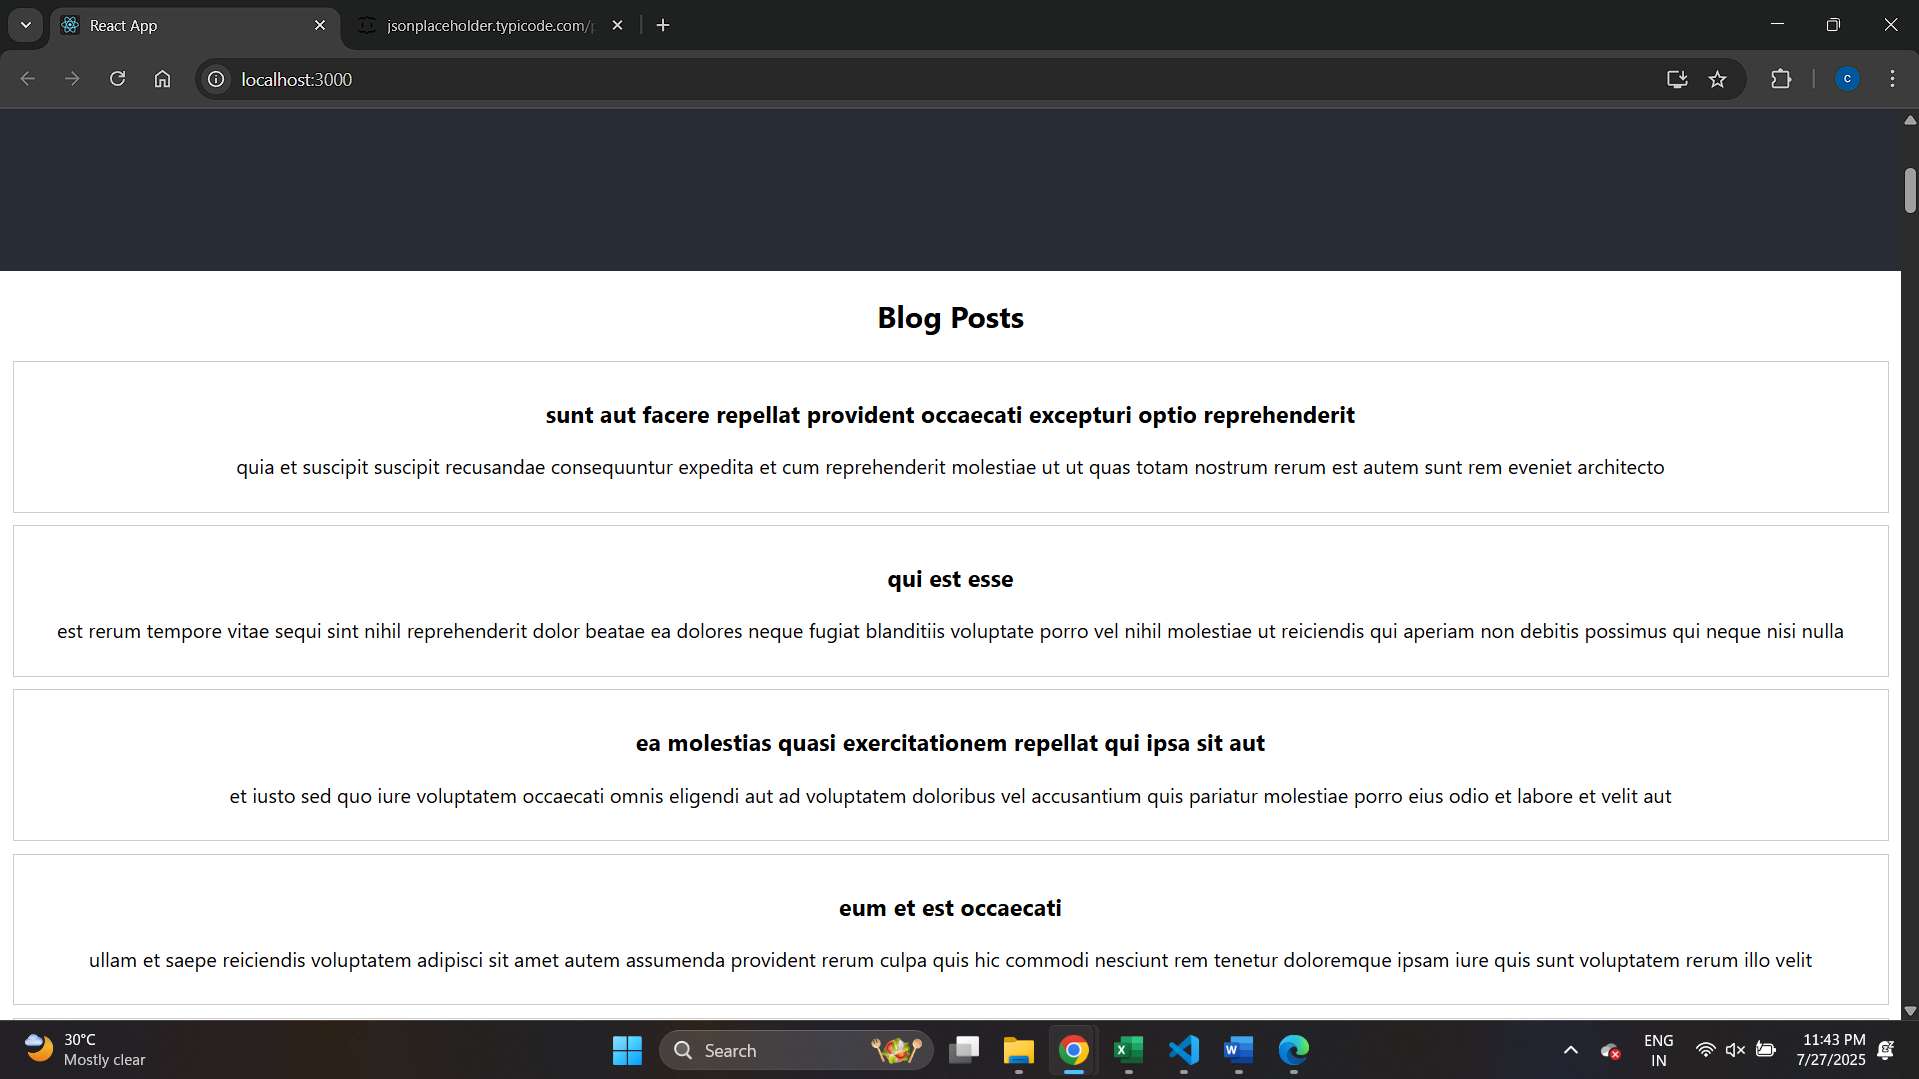 React App
jsonplaceholder.typicode.com/
localhost:3000
C
Blog Posts
sunt aut facere repellat provident occaecati excepturi optio reprehenderit
quia et suscipit suscipit recusandae consequuntur expedita et cum reprehenderit molestiae ut ut quas totam nostrum rerum est autem sunt rem eveniet architecto
qui est esse
est rerum tempore vitae sequi sint nihil reprehenderit dolor beatae ea dolores neque fugiat blanditiis voluptate porro vel nihil molestiae ut reiciendis qui aperiam non debitis possimus qui neque nisi nulla
ea molestias quasi exercitationem repellat qui ipsa sit aut
et iusto sed quo iure voluptatem occaecati omnis eligendi aut ad voluptatem doloribus vel accusantium quis pariatur molestiae porro eius odio et labore et velit aut
eum et est occaecati
ullam et saepe reiciendis voluptatem adipisci sit amet autem assumenda provident rerum culpa quis hic commodi nesciunt rem tenetur doloremque ipsam iure quis sunt voluptatem rerum illo velit
30°C
Mostly clear
Search
ENG
IN
11:43 PM
7/27/2025